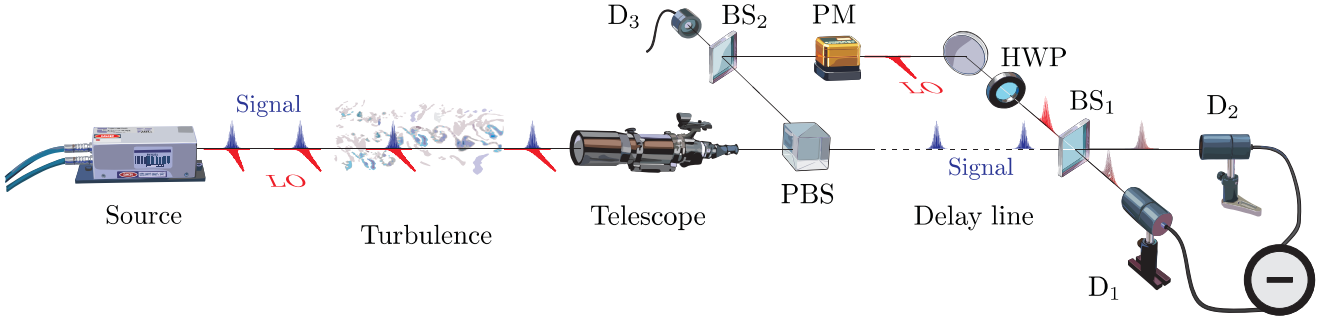 D₃
BS₂
PM
HWP
LO
BS₁
D₂
Signal
LO
Source
Turbulence
Telescope
PBS
Signal
Delay line
D₁
−